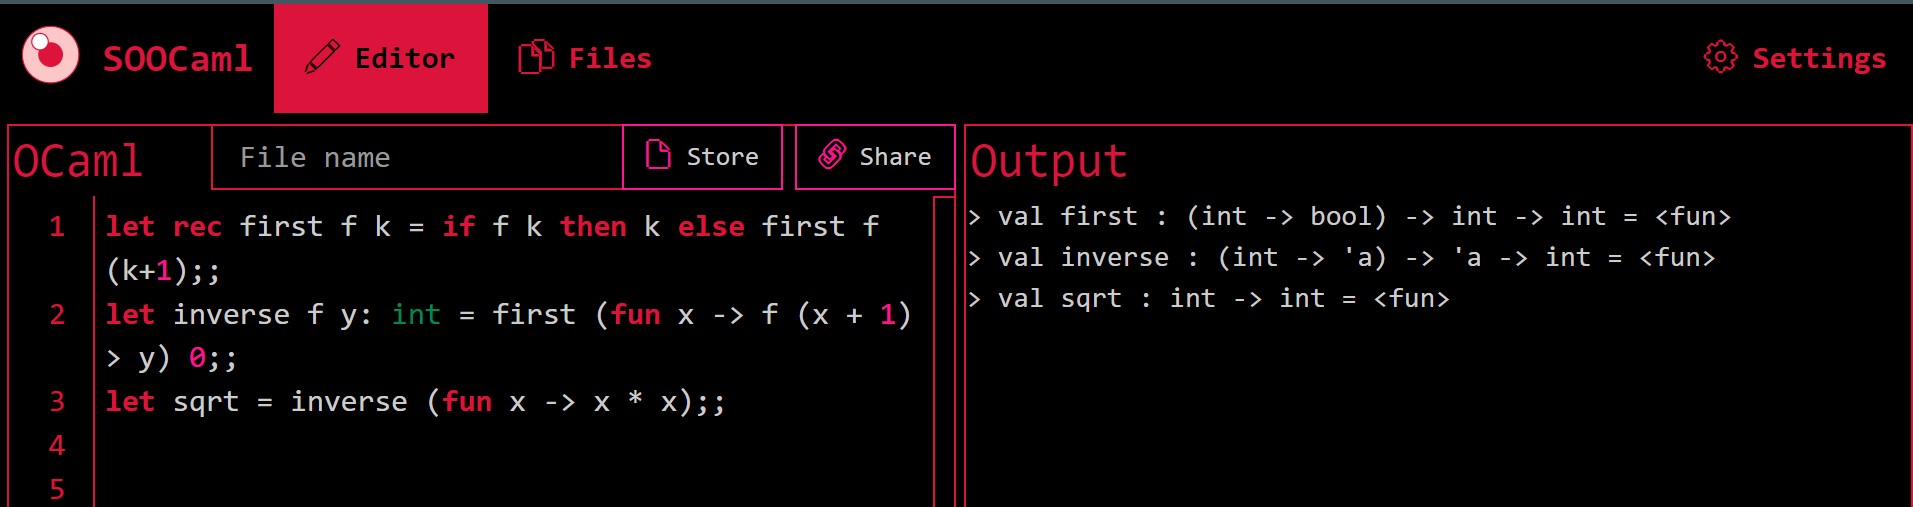 SOOCaml Editor Files Settings
OCaml File name Store Share
1 let rec first f k = if f k then k else first f
(k+1);;
2 let inverse f y: int = first (fun x -> f (x + 1)
> y) 0;;
3 let sqrt = inverse (fun x -> x * x);;
4
5
Output
> val first : (int -> bool) -> int -> int = <fun>
> val inverse : (int -> 'a) -> 'a -> int = <fun>
> val sqrt : int -> int = <fun>